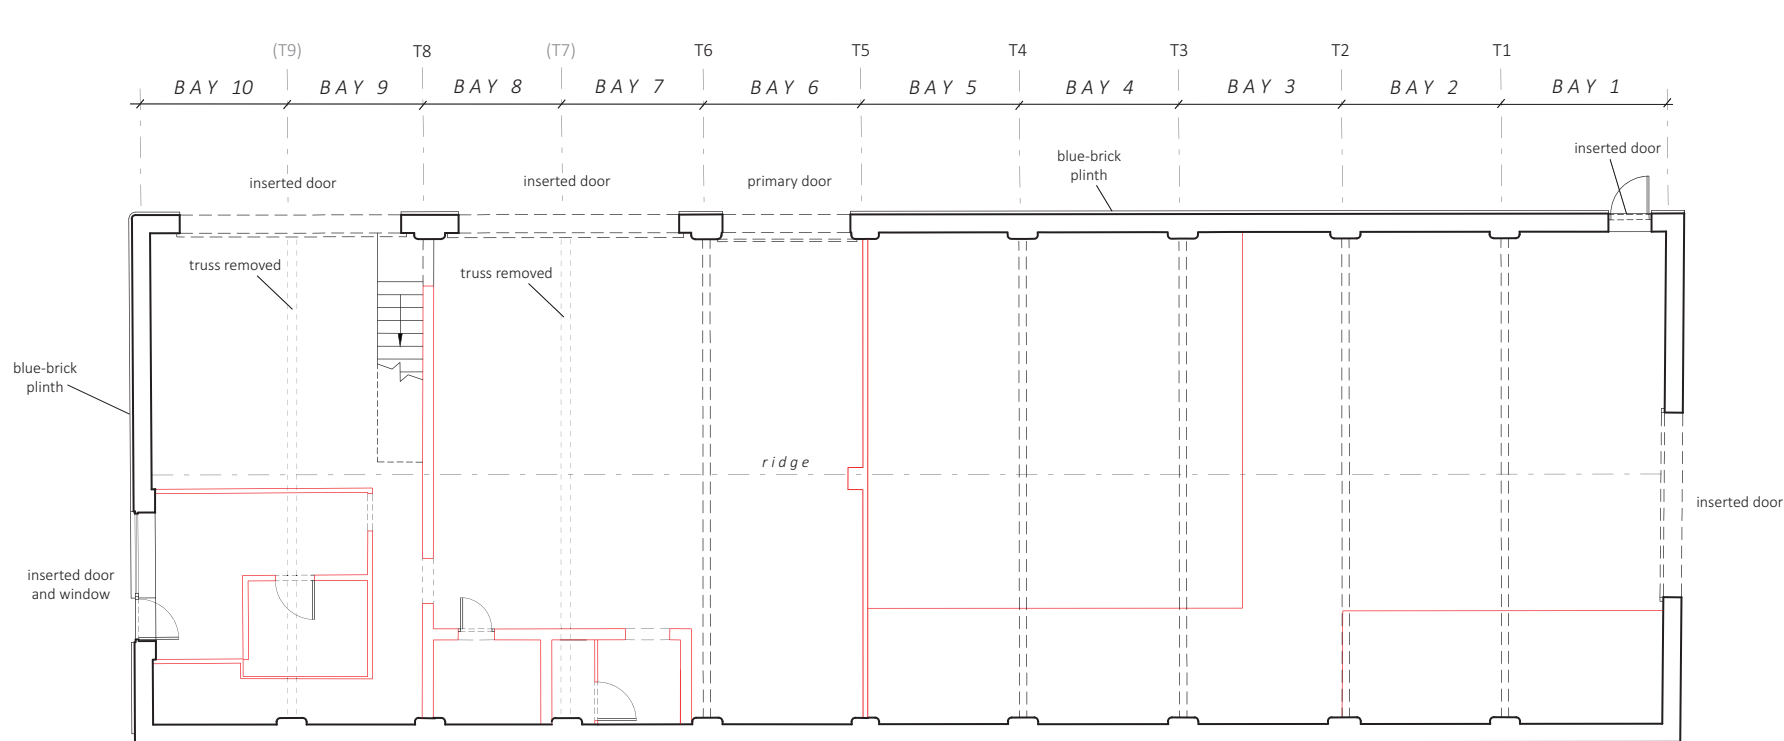 (T9) T8 (T7) T6 T5 T4 T3 T2 T1
BAY 10 BAY 9 BAY 8 BAY 7 BAY 6 BAY 5 BAY 4 BAY 3 BAY 2 BAY 1
inserted door
blue-brick
plinth
inserted door
inserted door
primary door
truss removed
truss removed
blue-brick
plinth
ridge
inserted door
inserted door
and window